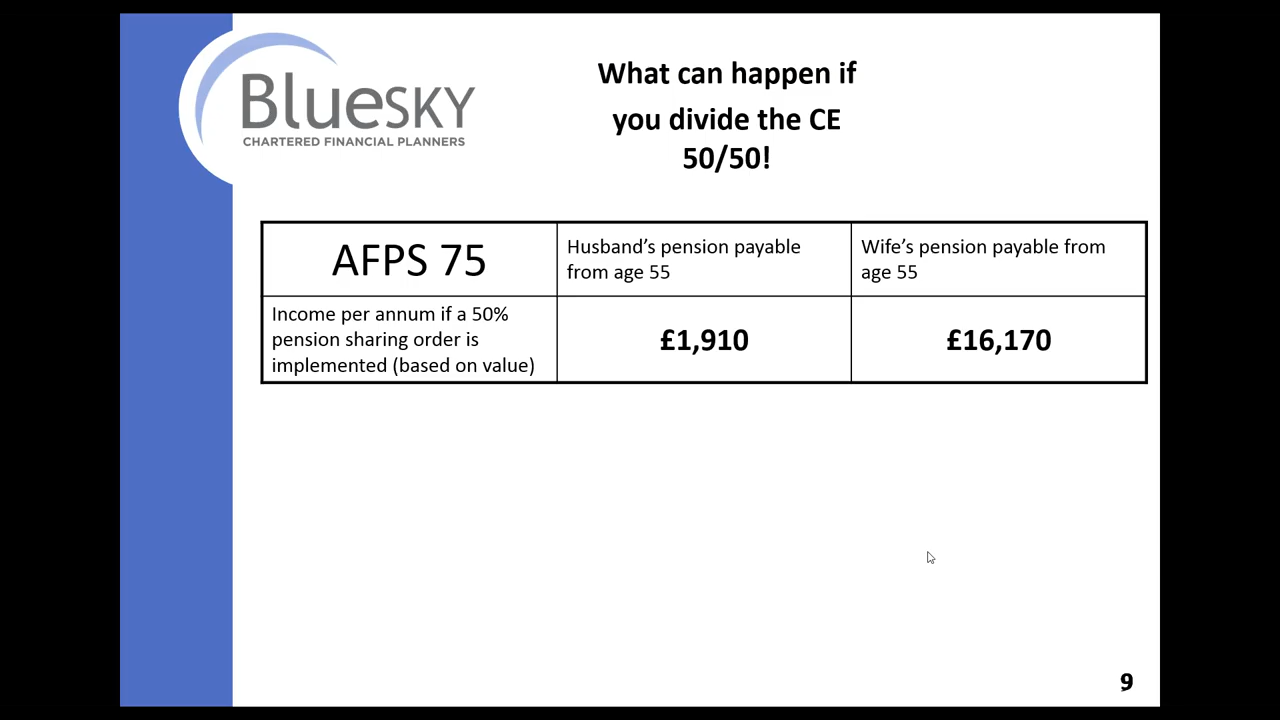 BlueSKY
CHARTERED FINANCIAL PLANNERS
What can happen if
you divide the CE
50/50!
AFPS 75
Husband’s pension payable
from age 55
Wife’s pension payable from
age 55
Income per annum if a 50%
pension sharing order is
implemented (based on value)
£1,910
£16,170
9